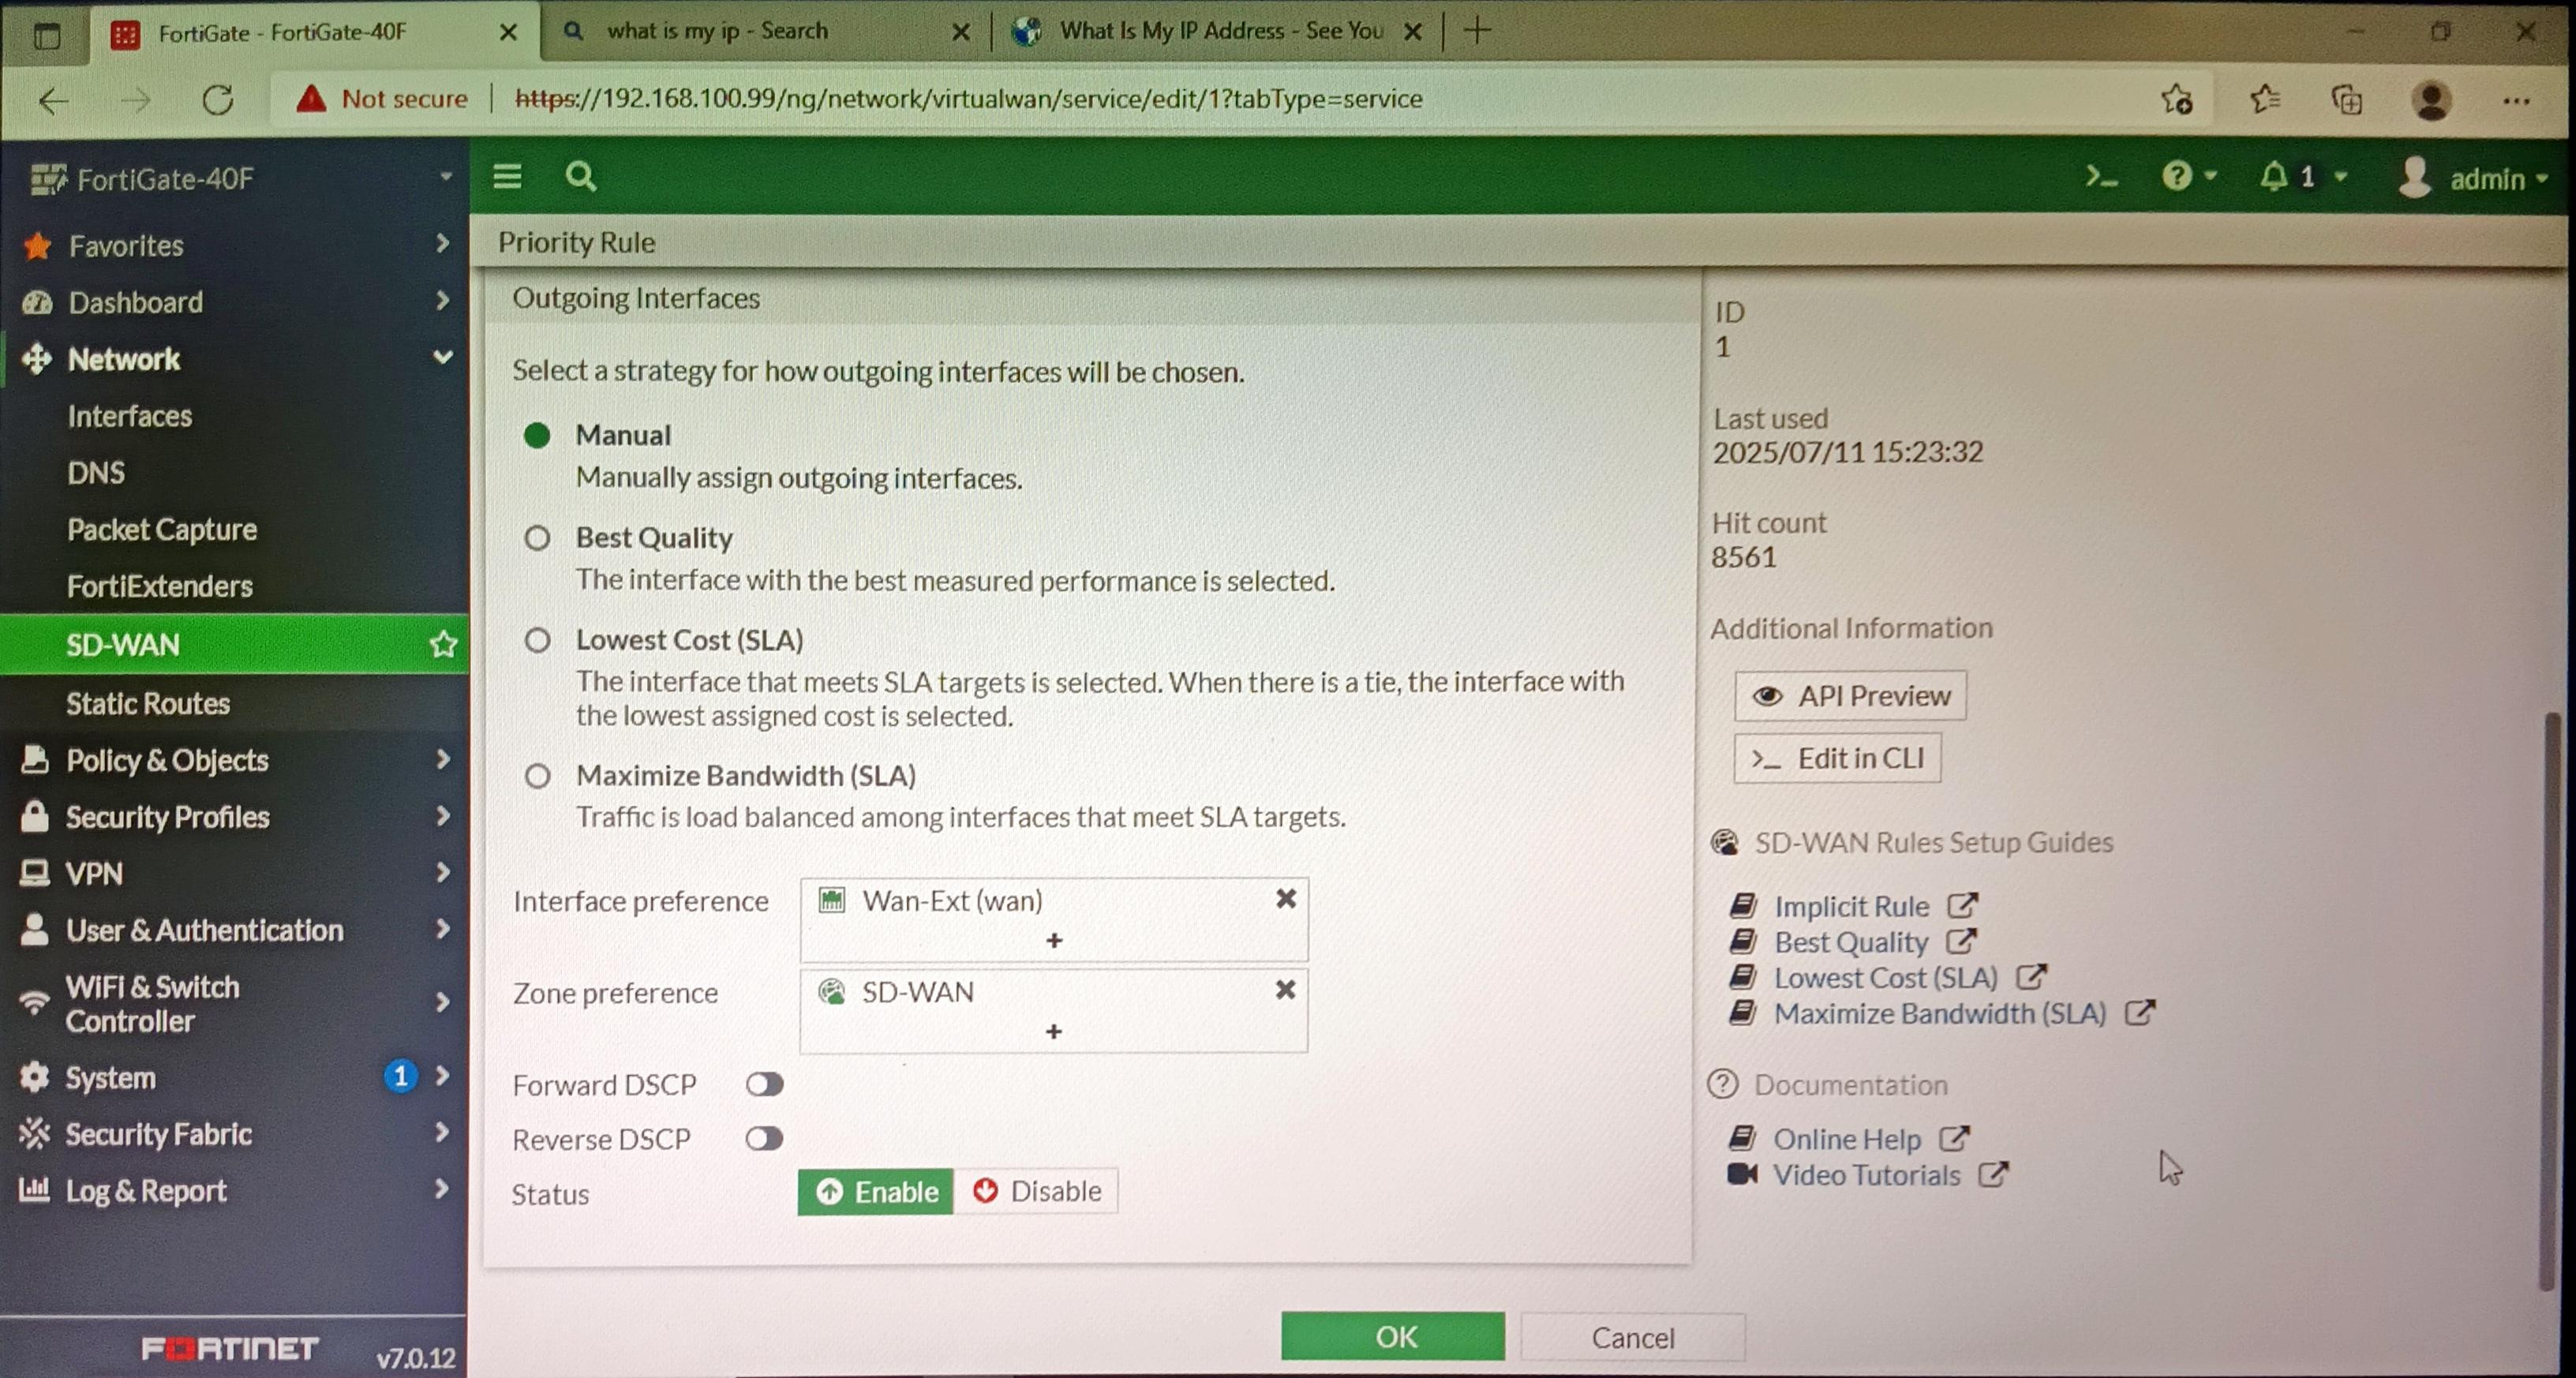 FortiGate - FortiGate-40F
what is my ip - Search
What Is My IP Address - See You
Not secure
https://192.168.100.99/ng/network/virtualwan/service/edit/1?tabType=service
FortiGate-40F
1
admin
Favorites
Dashboard
Network
Interfaces
DNS
Packet Capture
FortiExtenders
SD-WAN
Static Routes
Policy & Objects
Security Profiles
VPN
User & Authentication
WiFi & Switch
Controller
System
1
Security Fabric
Log & Report
FORTINET
v7.0.12
Priority Rule
Outgoing Interfaces
Select a strategy for how outgoing interfaces will be chosen.
Manual
Manually assign outgoing interfaces.
Best Quality
The interface with the best measured performance is selected.
Lowest Cost (SLA)
The interface that meets SLA targets is selected. When there is a tie, the interface with
the lowest assigned cost is selected.
Maximize Bandwidth (SLA)
Traffic is load balanced among interfaces that meet SLA targets.
Interface preference
Wan-Ext (wan)
+
Zone preference
SD-WAN
+
Forward DSCP
Reverse DSCP
Status
Enable
Disable
OK
Cancel
ID
1
Last used
2025/07/11 15:23:32
Hit count
8561
Additional Information
API Preview
>_ Edit in CLI
SD-WAN Rules Setup Guides
Implicit Rule
Best Quality
Lowest Cost (SLA)
Maximize Bandwidth (SLA)
Documentation
Online Help
Video Tutorials